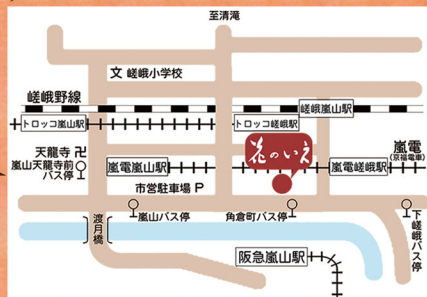 至清滝
文 嵯峨小学校
嵯峨野線
嵯峨嵐山駅
トロッコ嵐山駅
トロッコ嵯峨駅
花のいえ
天龍寺 卍
嵐山天龍寺前
バス停
嵐電嵐山駅
嵐電嵯峨駅
嵐電
(京福電車)
市営駐車場 P
嵐山バス停
角倉町バス停
下嵯峨バス停
渡月橋
阪急嵐山駅